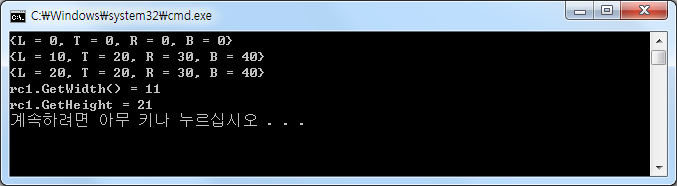 C:₩Windows₩system32₩cmd.exe
{L = 0, T = 0, R = 0, B = 0}
{L = 10, T = 20, R = 30, B = 40}
{L = 20, T = 20, R = 30, B = 40}
rc1.GetWidth() = 11
rc1.GetHeight = 21
계속하려면 아무 키나 누르십시오 . . .